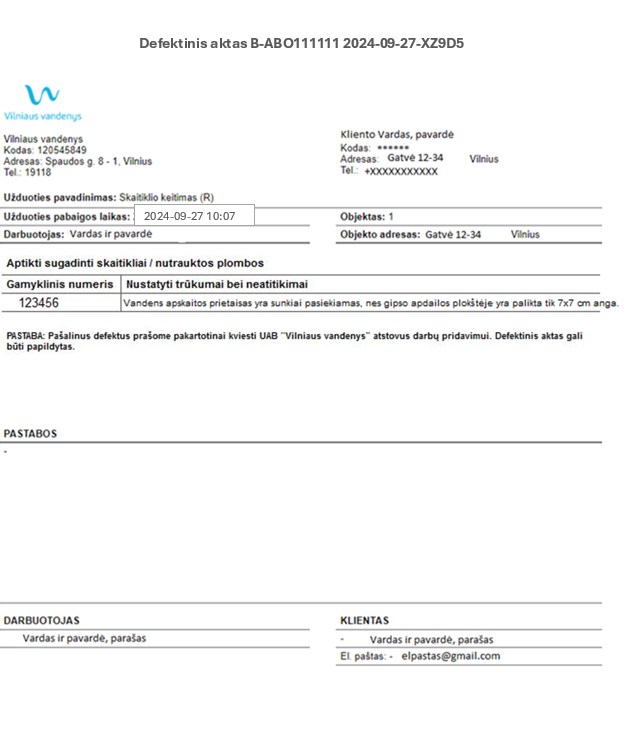 Defektinis aktas B-ABO111111 2024-09-27-XZ9D5
Vilniaus vandenys
Vilniaus vandenys
Kodas: 120545849
Adresas: Spaudos g. 8 - 1, Vilnius
Tel.: 19118
Kliento Vardas, pavardė
Kodas: ******
Adresas: Gatvė 12-34 Vilnius
Tel.: +XXXXXXXXXXX
Užduoties pavadinimas: Skaitiklio keitimas (R)
Užduoties pabaigos laikas: 2024-09-27 10:07
Objektas: 1
Darbuotojas: Vardas ir pavardė
Objekto adresas: Gatvė 12-34 Vilnius
Aptikti sugadinti skaitikliai / nutrauktos plombos
Gamyklinis numeris Nustatyti trūkumai bei neatitikimai
123456 Vandens apskaitos prietaisas yra sunkiai pasiekiamas, nes gipso apdailos plokštėje yra palikta tik 7x7 cm anga.
PASTABA: Pašalinus defektus prašome pakartotinai kviesti UAB "Vilniaus vandenys" atstovus darbų pridavimui. Defektinis aktas gali
būti papildytas.
PASTABOS
-
DARBUOTOJAS
Vardas ir pavardė, parašas
KLIENTAS
- Vardas ir pavardė, parašas
El. paštas: - elpastas@gmail.com